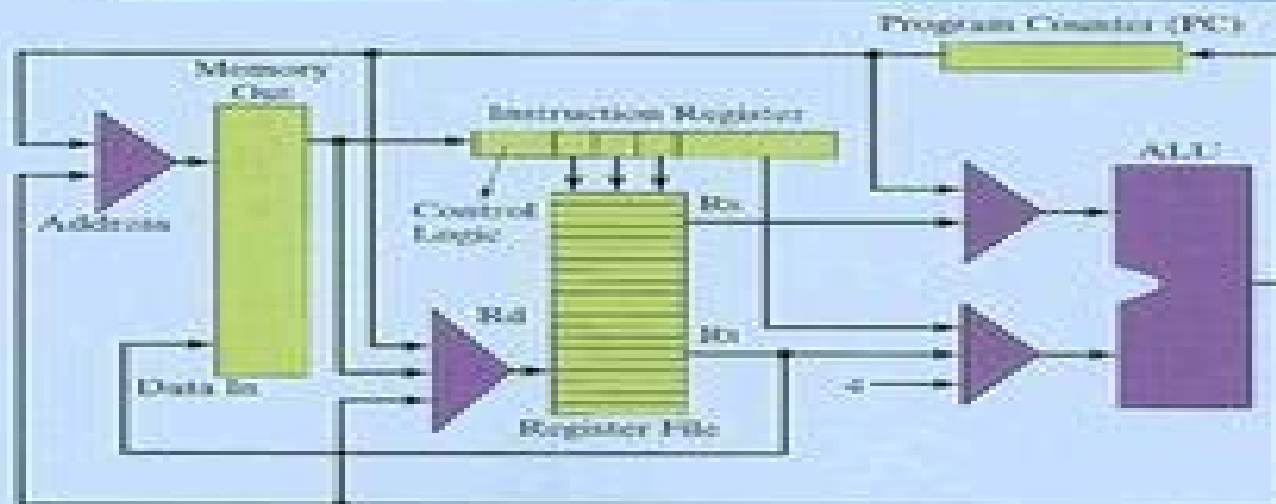 Program Counter (PC)
Memory
Out
Instruction Register
ALU
Address
Control
Logic
Rs
Rd
Rt
Data In
4
Register File